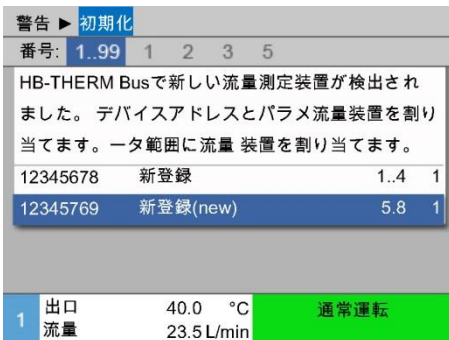 警告 ▶ 初期化
番号: 1..99 1 2 3 5
HB-THERM Busで新しい流量測定装置が検出され
ました。 デバイスアドレスとパラメ流量装置を割り
当てます。ータ範囲に流量 装置を割り当てます。
12345678 新登録 1..4 1
12345769 新登録(new) 5.8 1
1 出口 40.0 °C 通常運転
流量 23.5 L/min